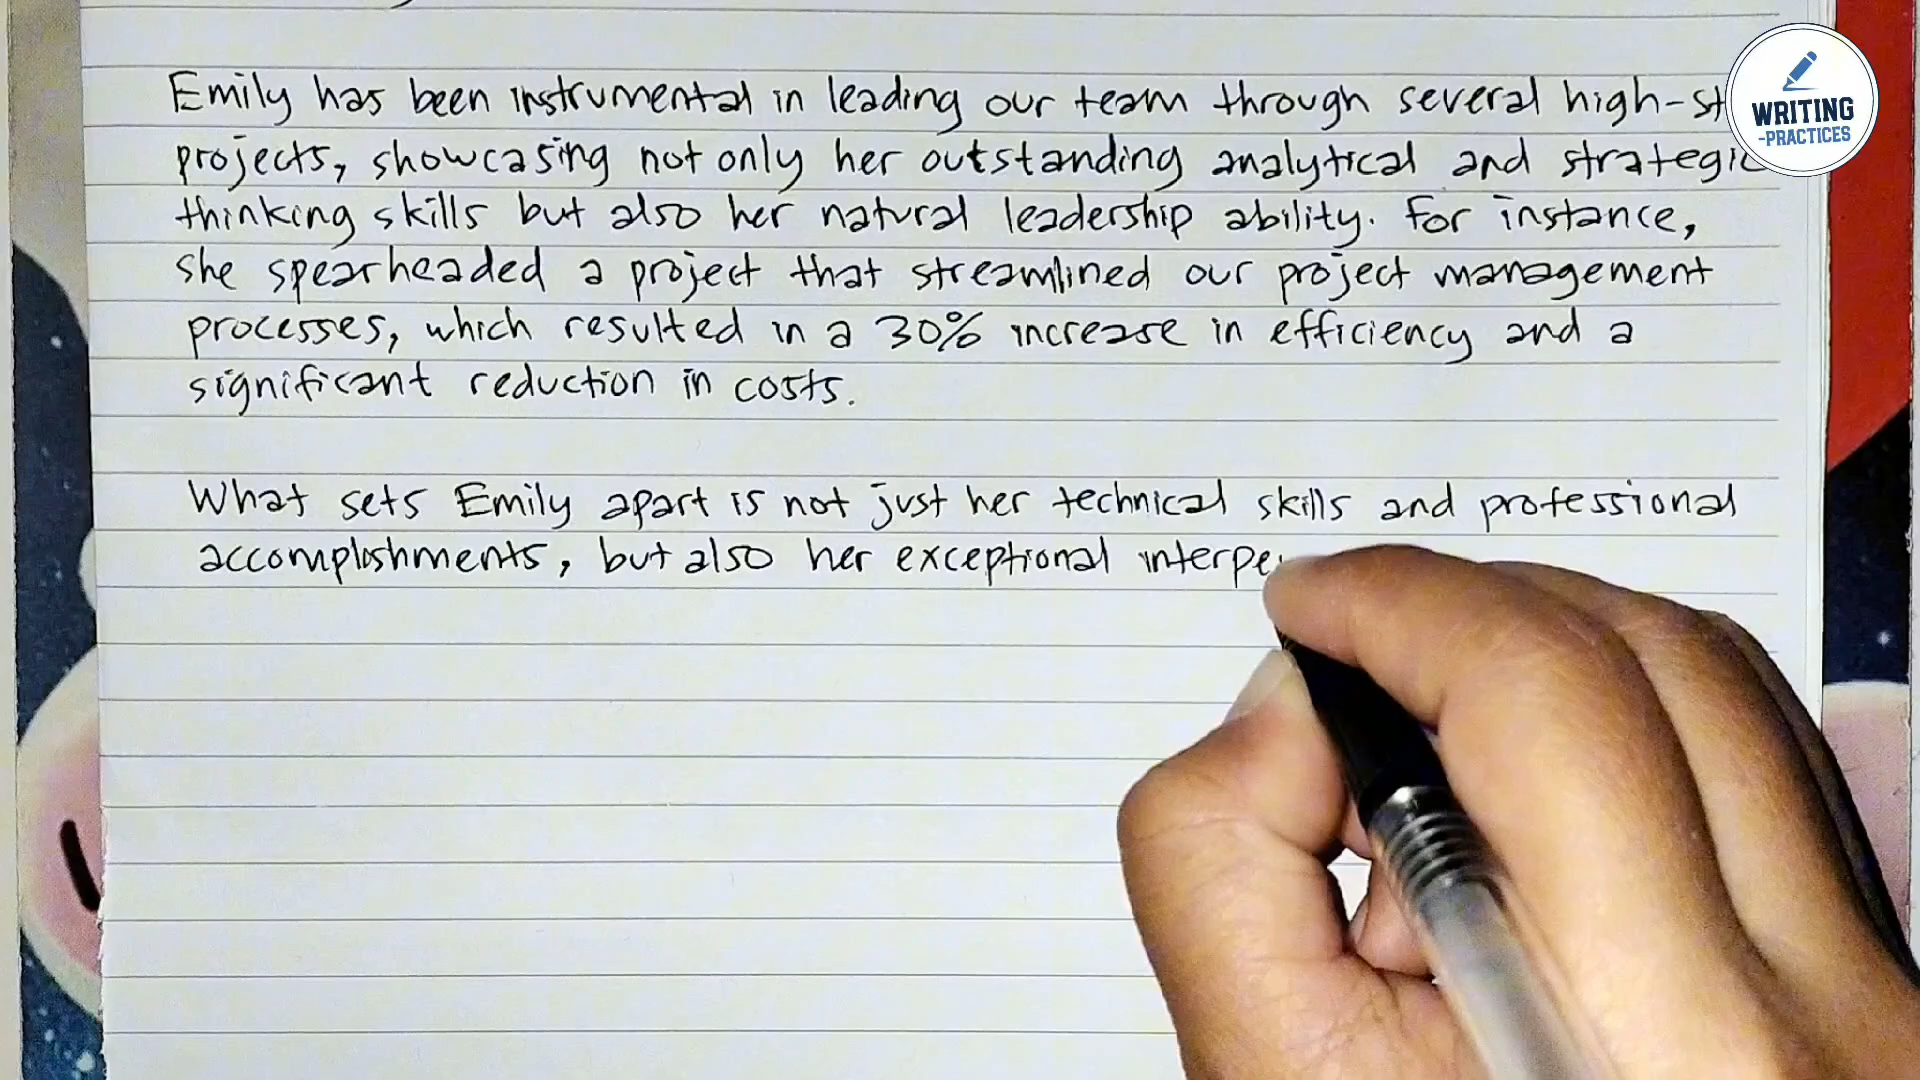 Emily has been instrumental in leading our team through several high-st
projects, showcasing not only her outstanding analytical and strategic
thinking skills but also her natural leadership ability. For instance,
she spearheaded a project that streamlined our project management
processes, which resulted in a 30% increase in efficiency and a
significant reduction in costs.
What sets Emily apart is not just her technical skills and professional
accomplishments, but also her exceptional interpe
WRITING
-PRACTICES